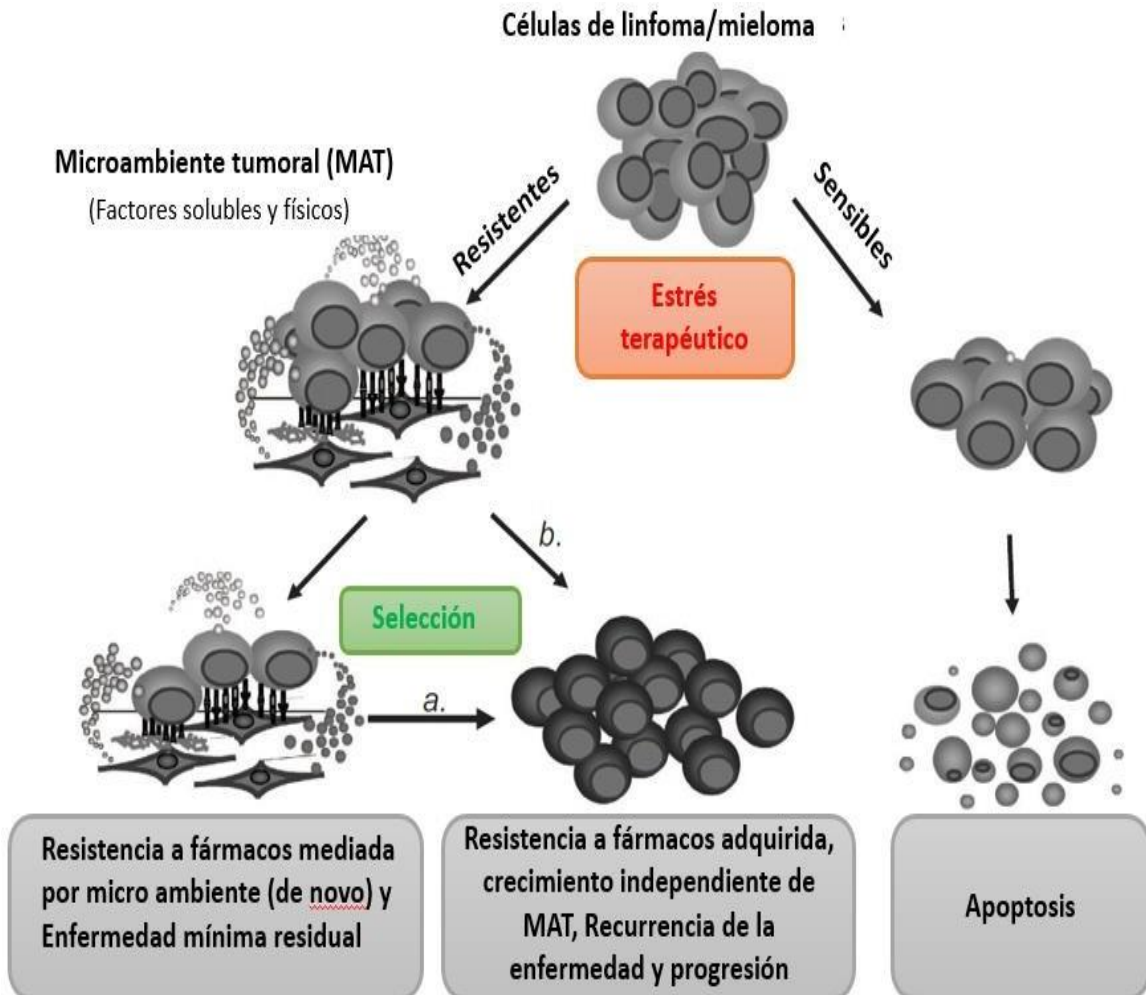 Células de linfoma/mieloma
Microambiente tumoral (MAT)
(Factores solubles y físicos)
Resistentes
Sensibles
Estrés
terapéutico
b.
Selección
a.
Resistencia a fármacos mediada
por micro ambiente (de novo) y
Enfermedad mínima residual
Resistencia a fármacos adquirida,
crecimiento independiente de
MAT, Recurrencia de la
enfermedad y progresión
Apoptosis